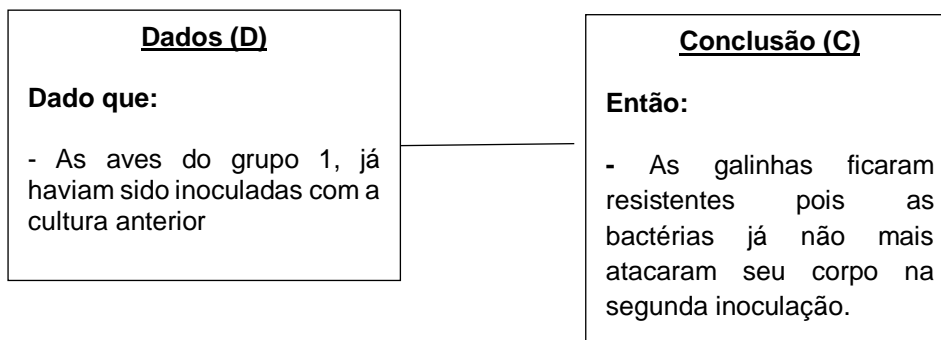 Dados (D)
Dado que:
- As aves do grupo 1, já
haviam sido inoculadas com a
cultura anterior
Conclusão (C)
Então:
- As galinhas ficaram
resistentes pois as
bactérias já não mais
atacaram seu corpo na
segunda inoculação.